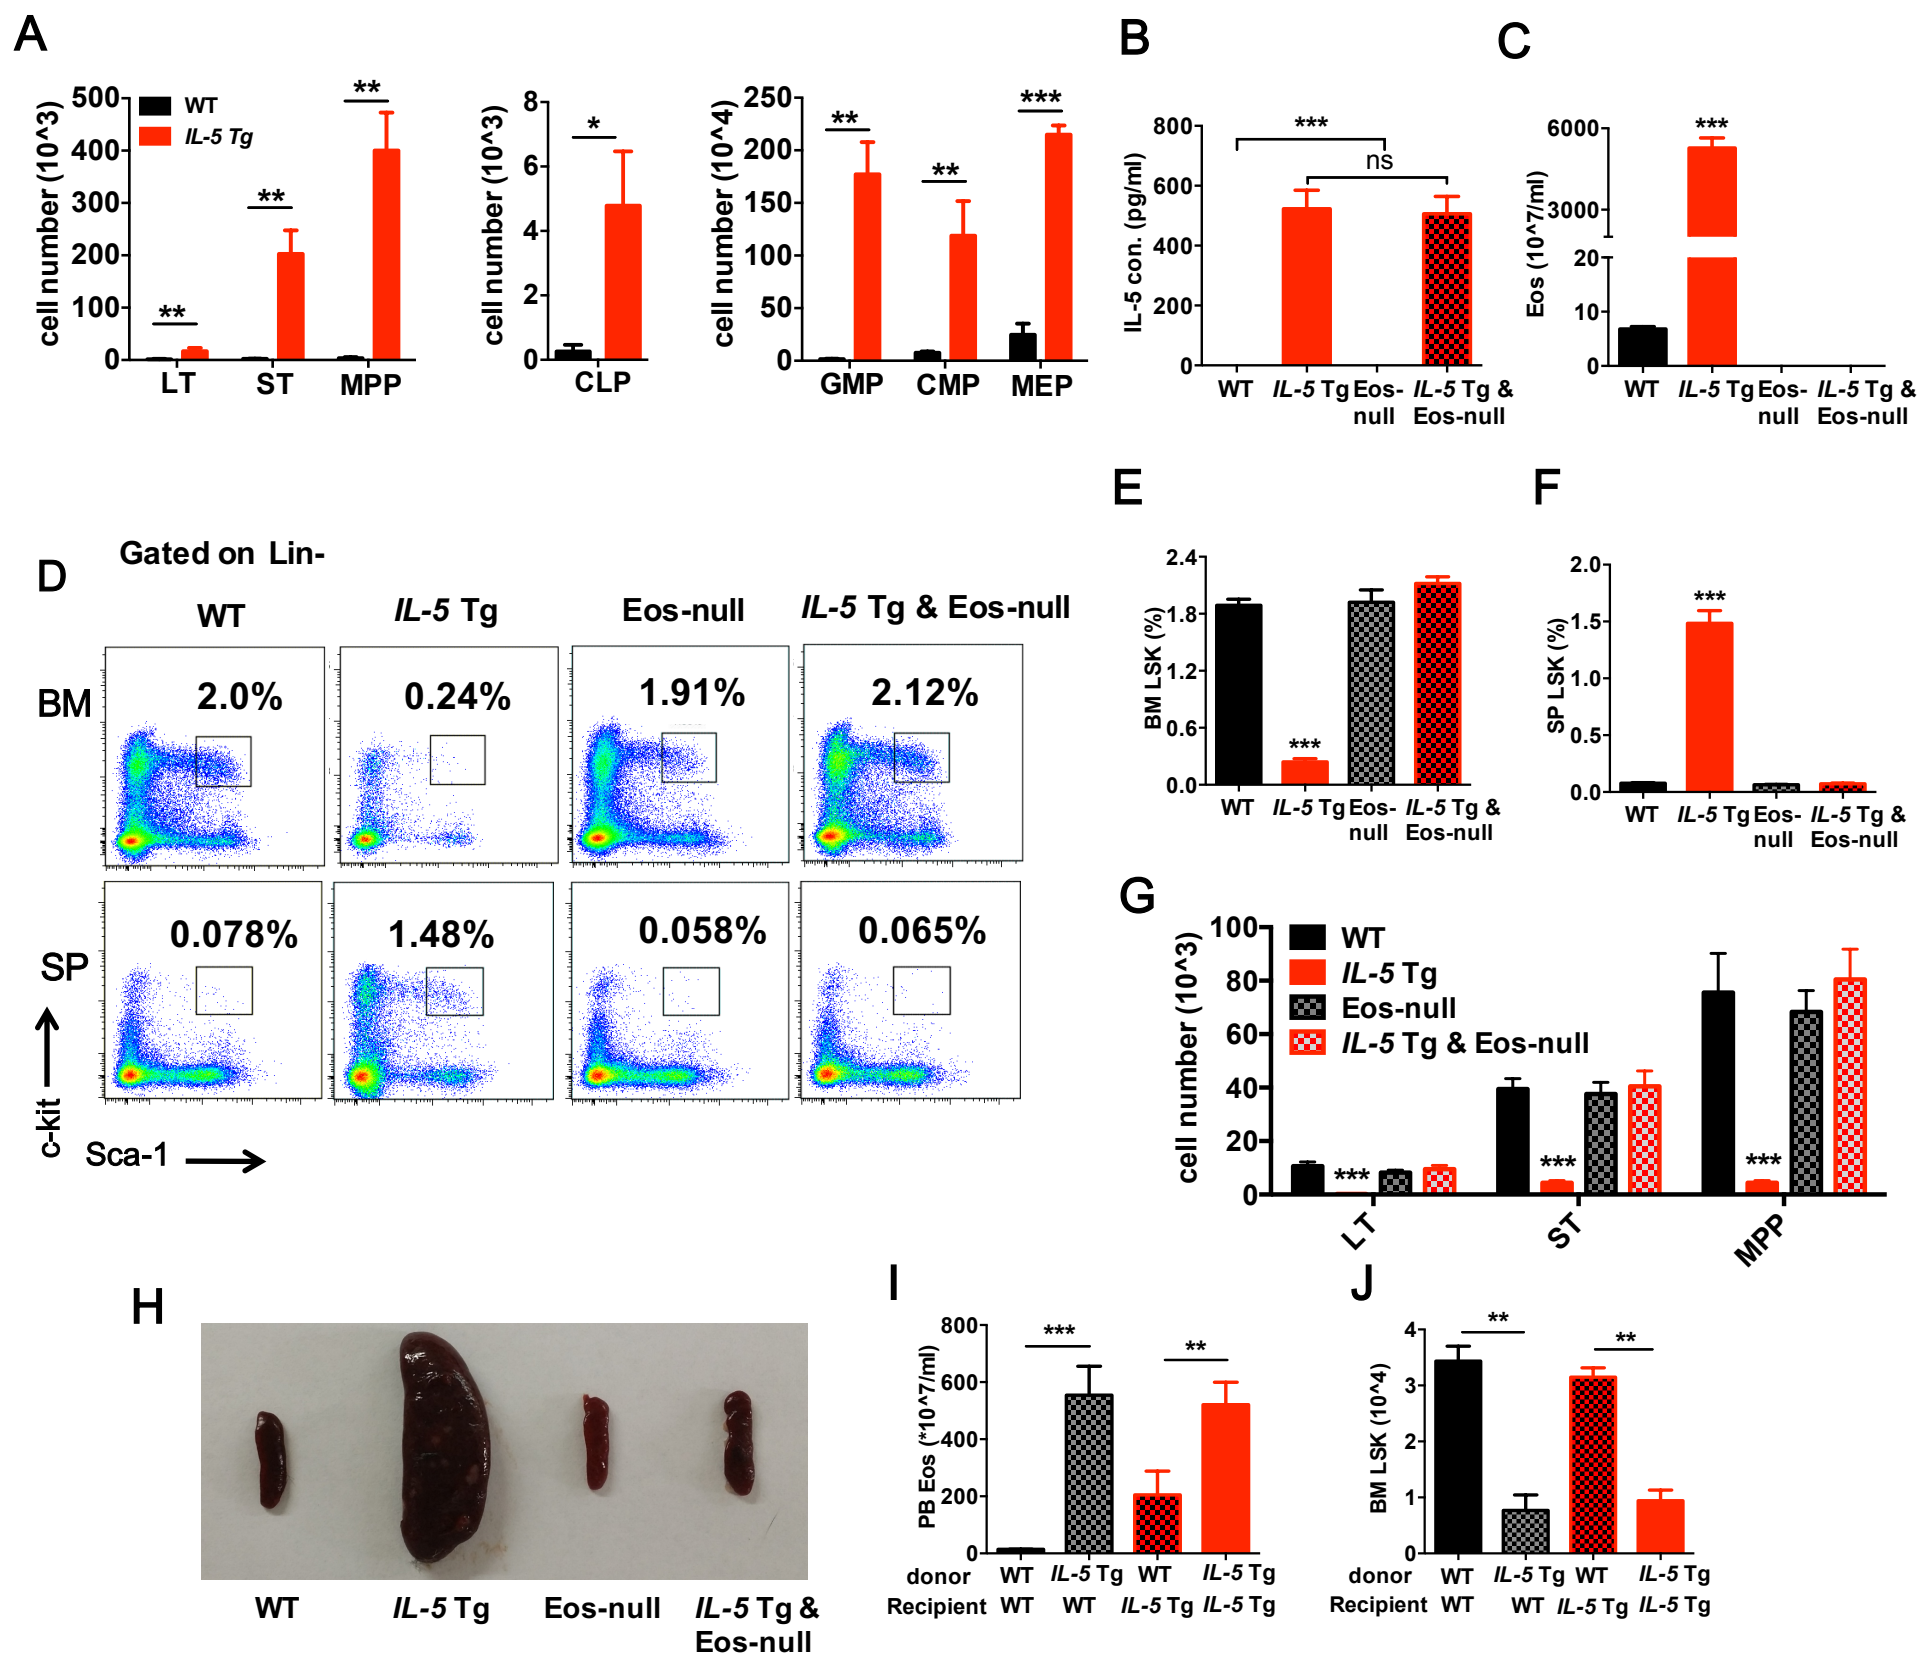 A
cell number (10^3)
500
400
300
200
100
0
WT
IL-5 Tg
**
**
**
LT ST MPP
cell number (10^3)
8
6
4
2
0
*
CLP
cell number (10^4)
250
200
150
100
50
0
**
**
***
GMP CMP MEP
B
IL-5 con. (pg/ml)
800
600
400
200
0
***
ns
WT IL-5 Tg Eos- IL-5 Tg &
null Eos-null
C
Eos (10^7/ml)
6000
3000
20
10
0
***
WT IL-5 Tg Eos- IL-5 Tg &
null Eos-null
D
Gated on Lin-
WT IL-5 Tg Eos-null IL-5 Tg & Eos-null
BM
2.0% 0.24% 1.91% 2.12%
SP
0.078% 1.48% 0.058% 0.065%
c-kit
Sca-1
E
BM LSK (%)
2.4
1.8
1.2
0.6
0.0
***
WT IL-5 Tg Eos- IL-5 Tg &
null Eos-null
F
SP LSK (%)
2.0
1.5
1.0
0.5
0.0
***
WT IL-5 Tg Eos- IL-5 Tg &
null Eos-null
G
cell number (10^3)
100
80
60
40
20
0
WT
IL-5 Tg
Eos-null
IL-5 Tg & Eos-null
***
***
***
LT ST MPP
H
WT IL-5 Tg Eos-null IL-5 Tg &
Eos-null
I
PB Eos (*10^7/ml)
800
600
400
200
0
***
**
donor WT IL-5 Tg WT IL-5 Tg
Recipient WT WT IL-5 Tg IL-5 Tg
J
BM LSK (10^4)
4
3
2
1
0
**
**
donor WT IL-5 Tg WT IL-5 Tg
Recipient WT WT IL-5 Tg IL-5 Tg